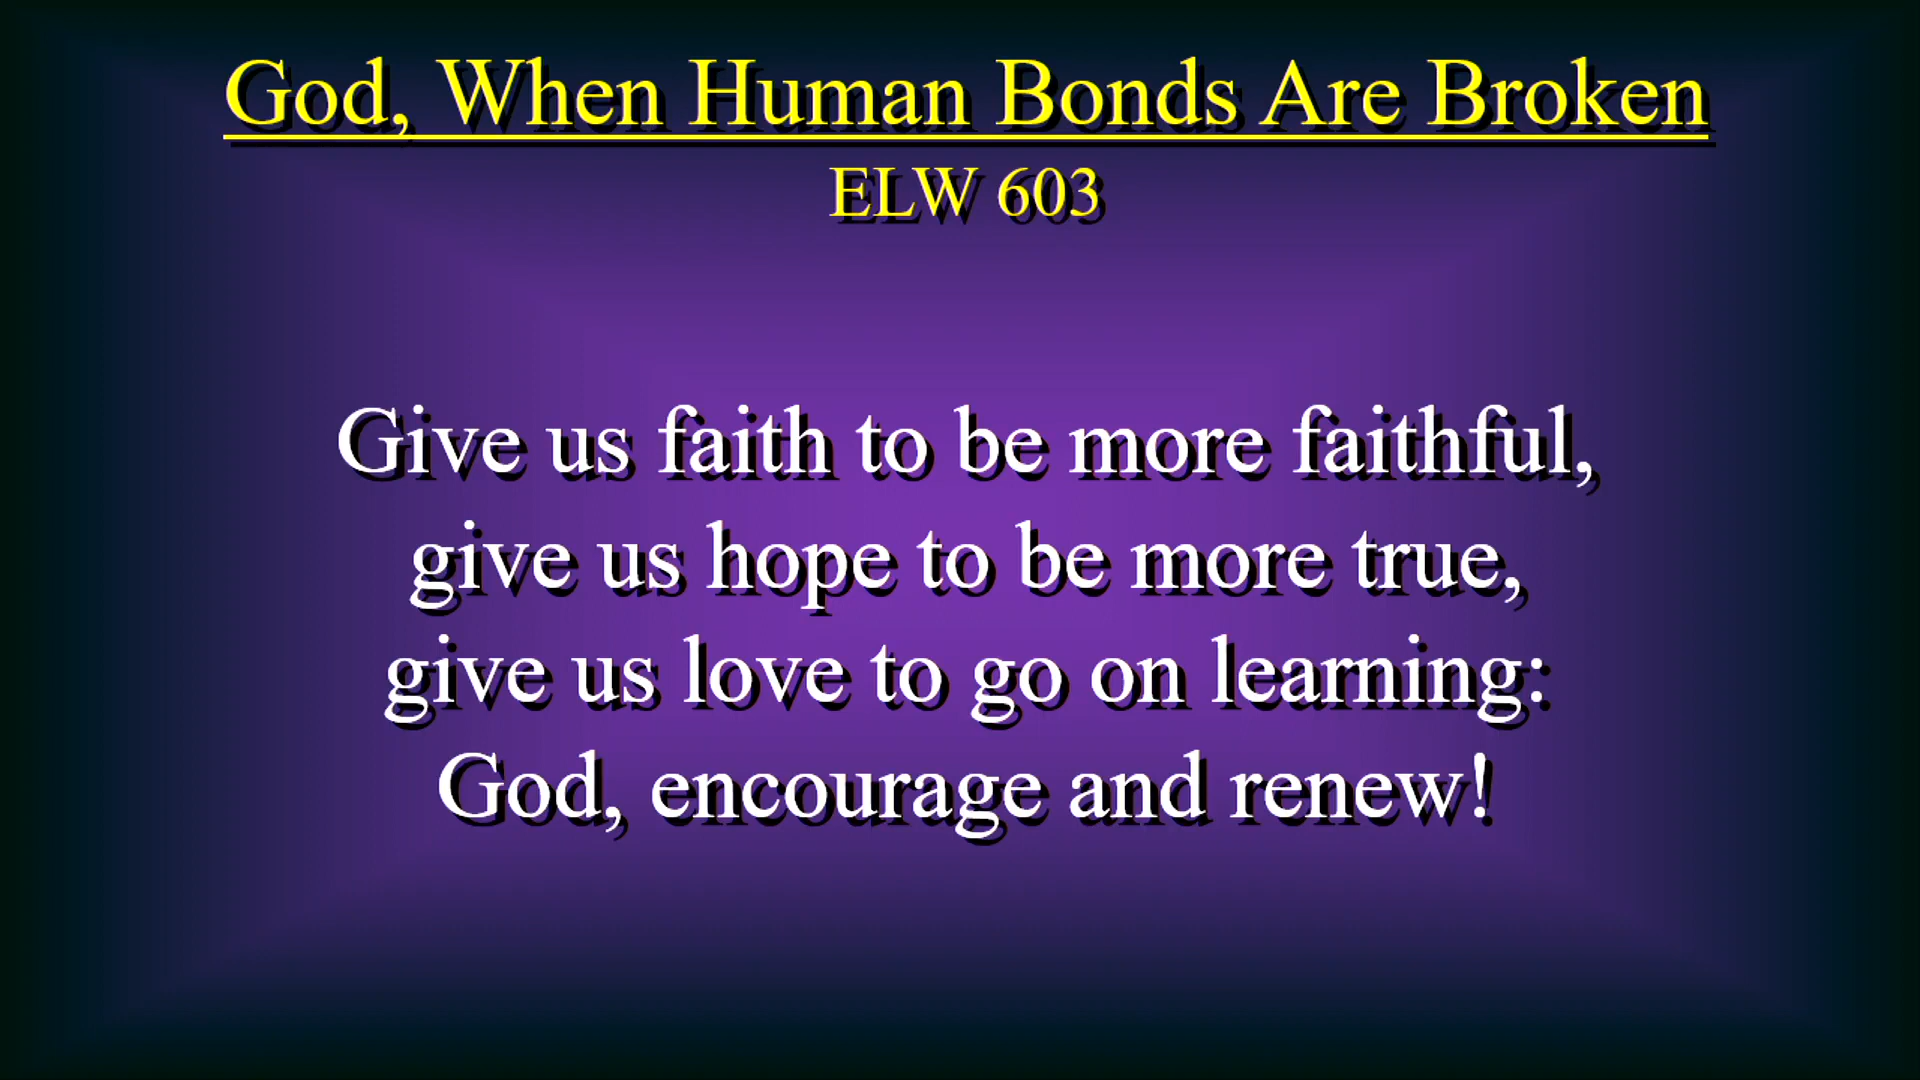 God, When Human Bonds Are Broken
ELW 603
Give us faith to be more faithful,
give us hope to be more true,
give us love to go on learning:
God, encourage and renew!